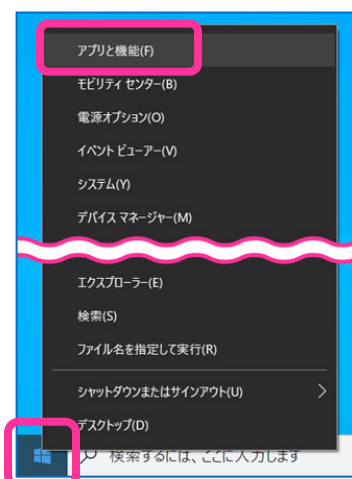 アプリと機能(F)
モビリティ センター(B)
電源オプション(O)
イベント ビューアー(V)
システム(Y)
デバイス マネージャー(M)
エクスプローラー(E)
検索(S)
ファイル名を指定して実行(R)
シャットダウンまたはサインアウト(U)
デスクトップ(D)
検索するには、ここに入力します